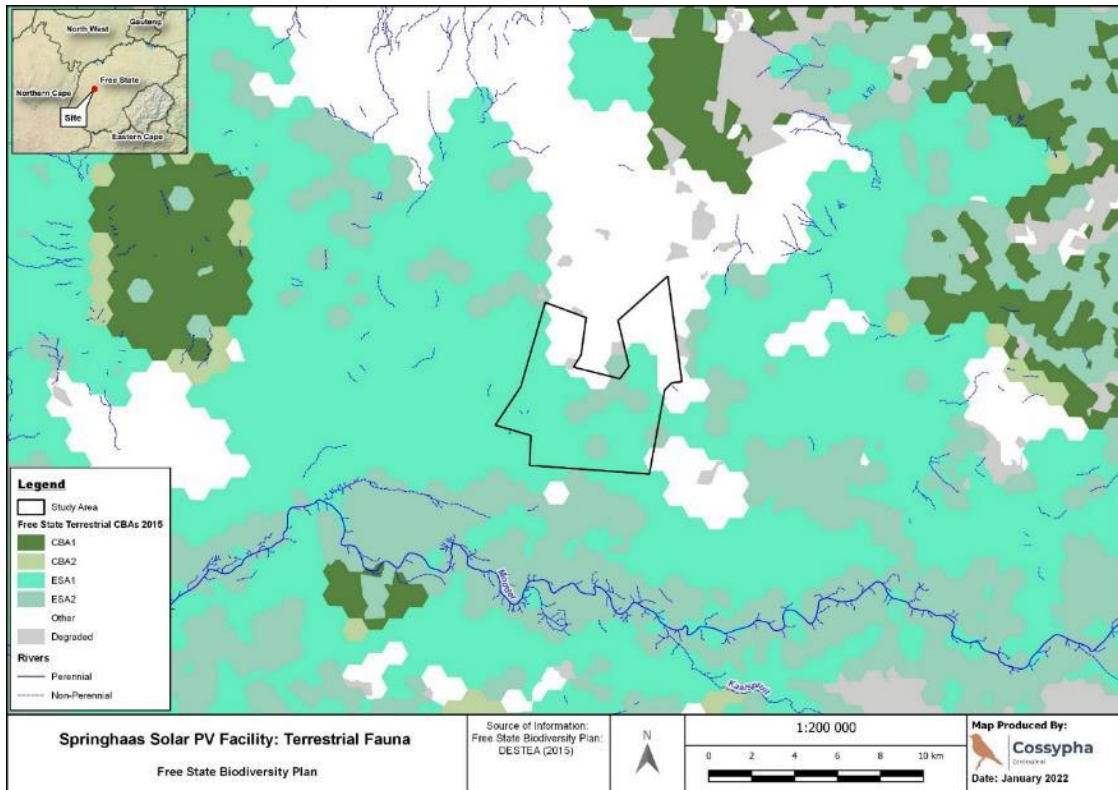 North West
Gauteng
Free State
Northern Cape
Site
Eastern Cape
Modder
Kaalspruit
Legend
Study Area
Free State Terrestrial CBAs 2015
CBA1
CBA2
ESA1
ESA2
Other
Degraded
Rivers
Perennial
Non-Perennial
Springhaas Solar PV Facility: Terrestrial Fauna
Free State Biodiversity Plan
Source of Information:
Free State Biodiversity Plan:
DESTEA (2015)
N
1:200 000
0 2 4 6 8 10 km
Map Produced By:
Cossypha
Date: January 2022